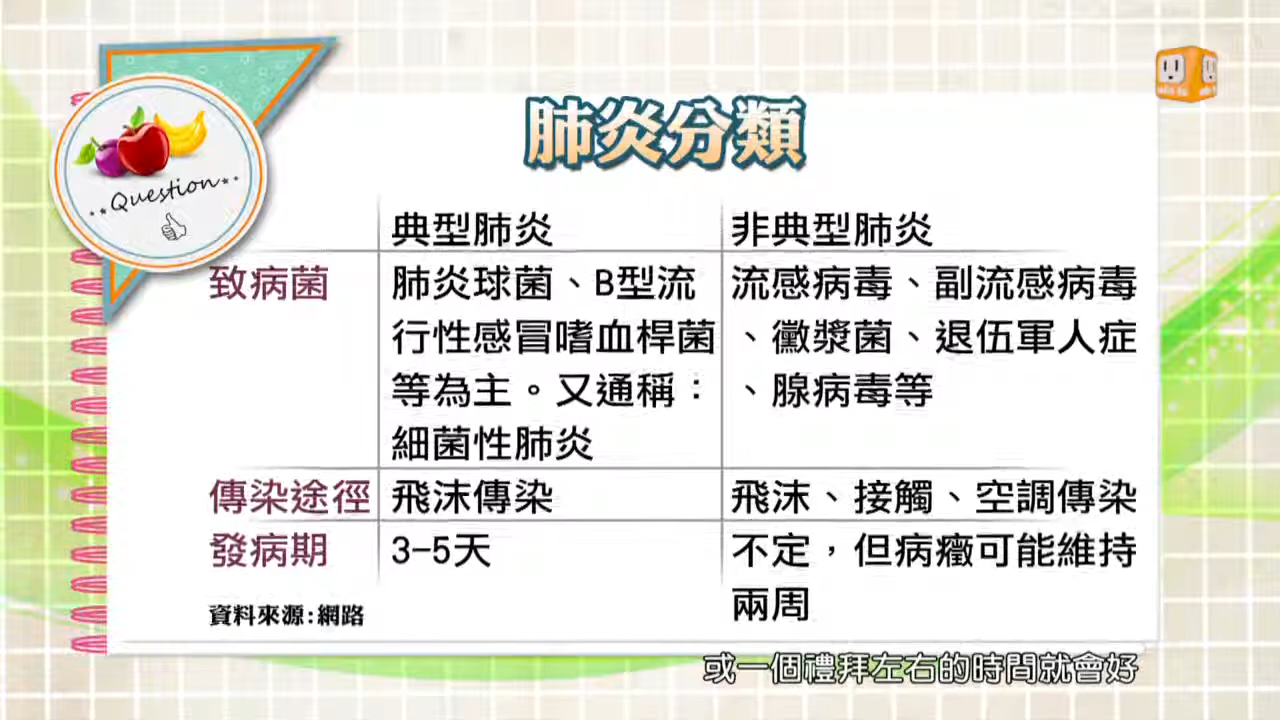 肺炎分類
Question
典型肺炎 非典型肺炎
致病菌 肺炎球菌、B型流 流感病毒、副流感病毒
行性感冒嗜血桿菌 、黴漿菌、退伍軍人症
等為主。又通稱： 、腺病毒等
細菌性肺炎
傳染途徑 飛沫傳染 飛沫、接觸、空調傳染
發病期 3-5天 不定，但病癥可能維持
兩周
資料來源:網路
或一個禮拜左右的時間就會好